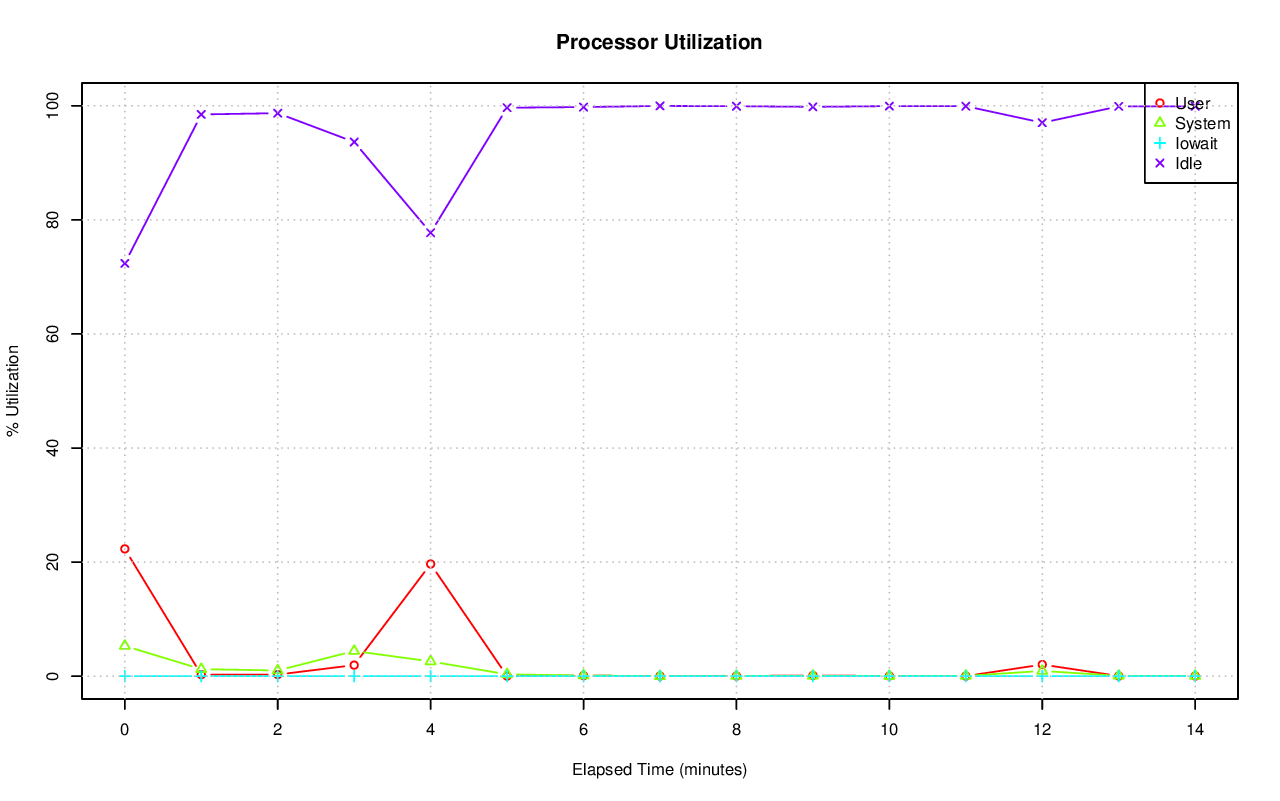 Processor Utilization
100
80
60
40
20
0
% Utilization
User
System
Iowait
Idle
0 2 4 6 8 10 12 14
Elapsed Time (minutes)